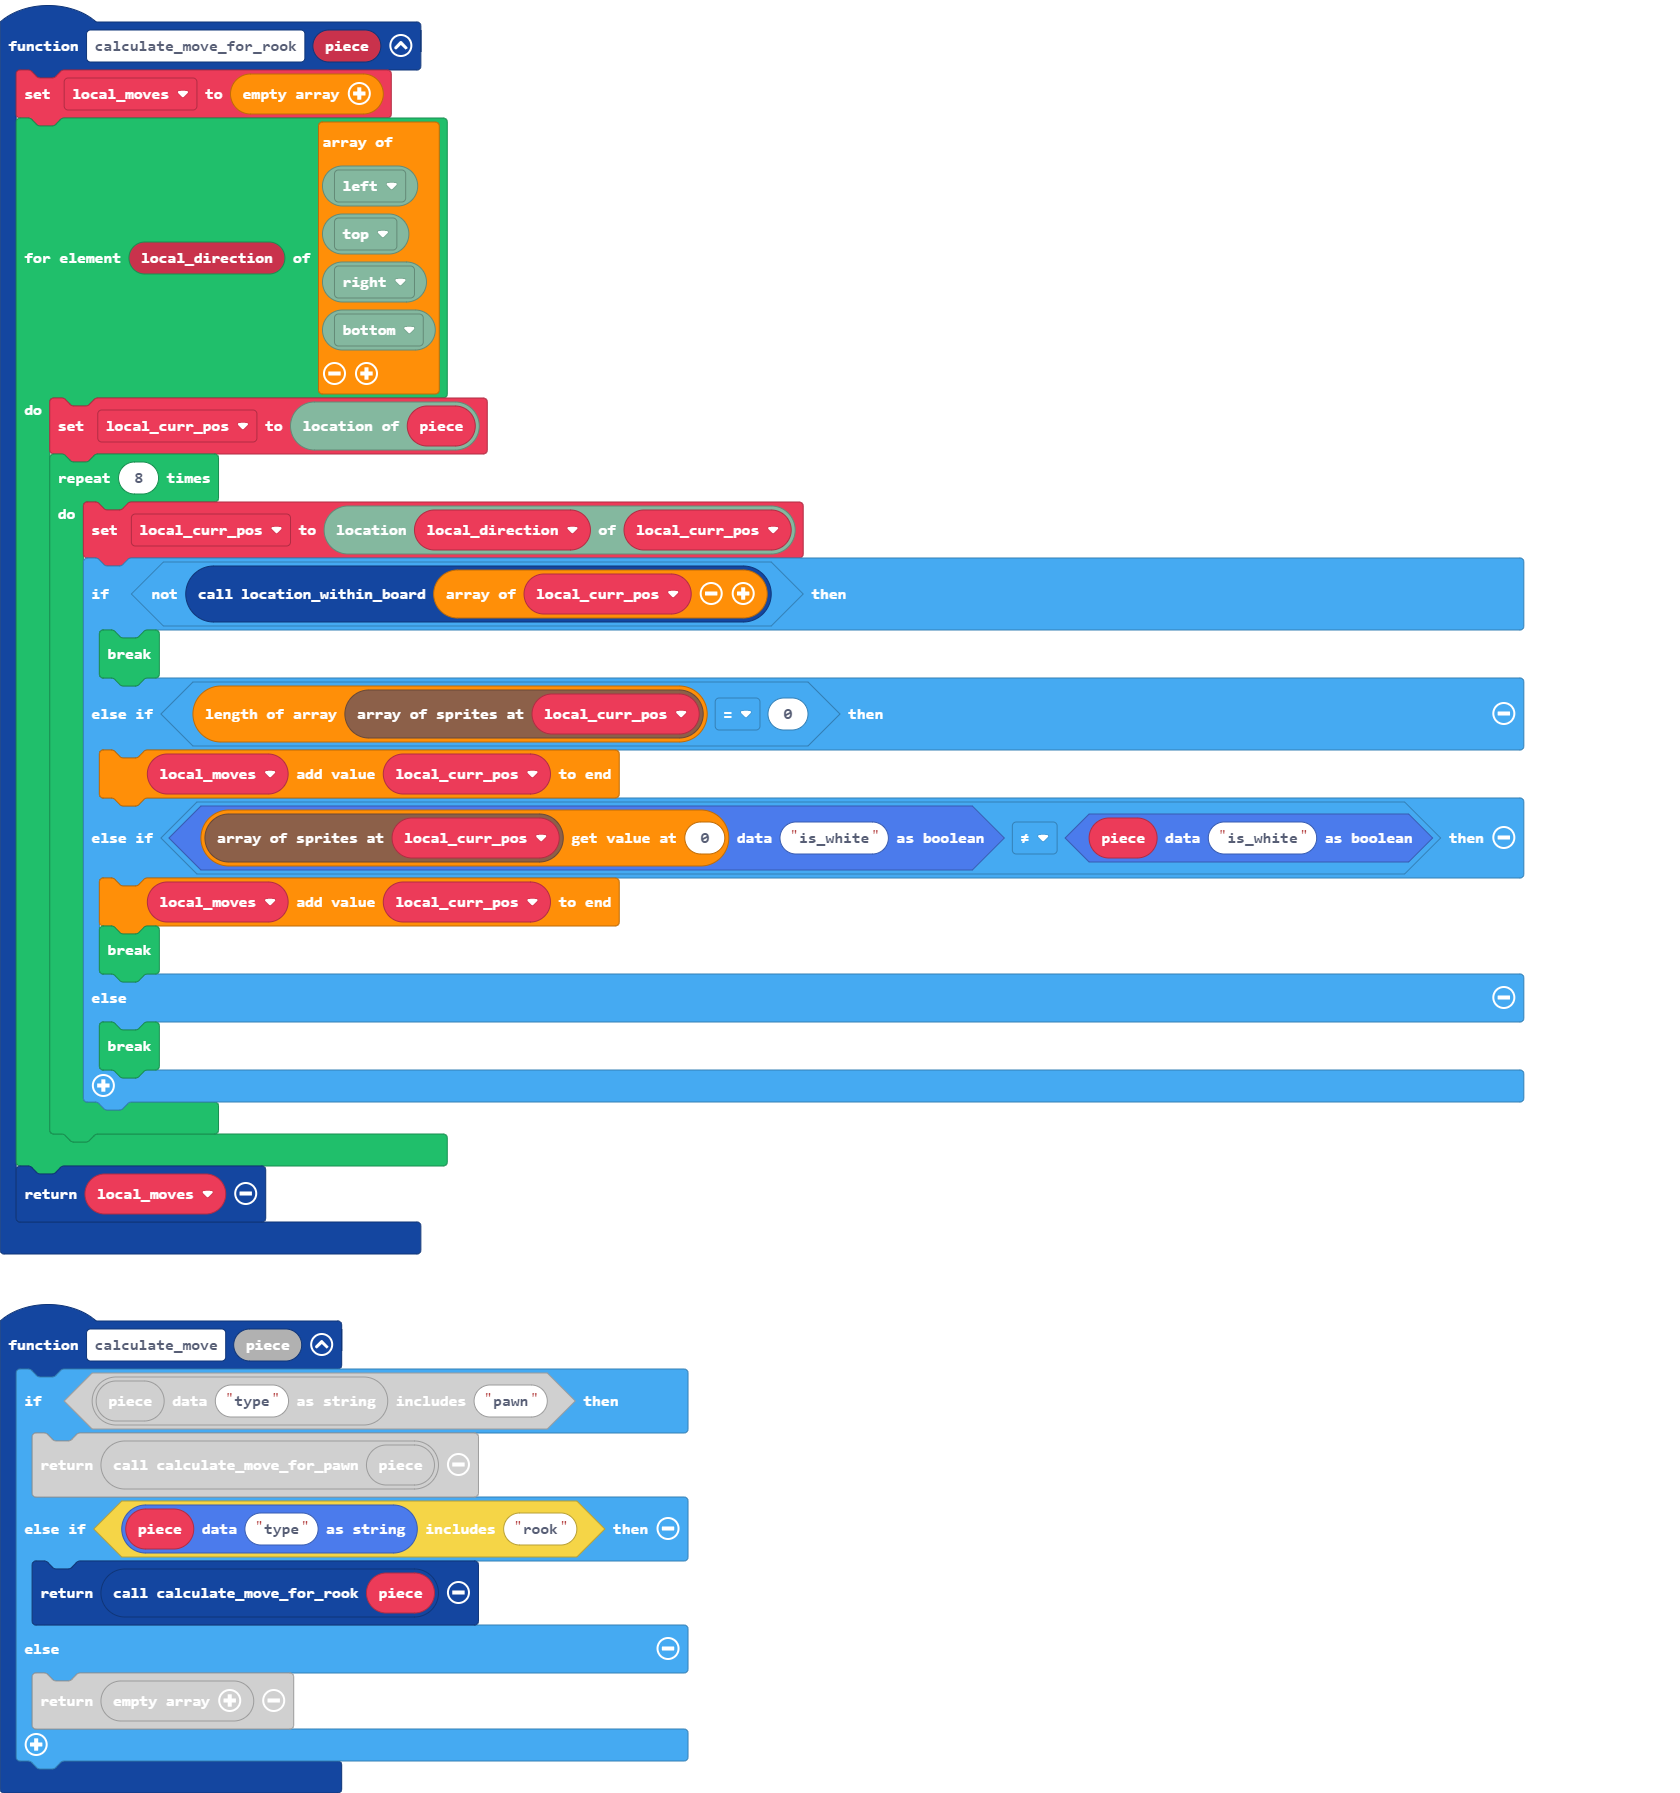 function calculate_move_for_rook piece
set local_moves to empty array
array of
left
top
for element local_direction of
right
bottom
do
set local_curr_pos to location of piece
repeat 8 times
do
set local_curr_pos to location local_direction of local_curr_pos
if not call location_within_board array of local_curr_pos then
break
else if length of array array of sprites at local_curr_pos = 0 then
local_moves add value local_curr_pos to end
else if array of sprites at local_curr_pos get value at 0 data "is_white" as boolean ≠ piece data "is_white" as boolean then
local_moves add value local_curr_pos to end
break
else
break
return local_moves
function calculate_move piece
if piece data "type" as string includes "pawn" then
return call calculate_move_for_pawn piece
else if piece data "type" as string includes "rook" then
return call calculate_move_for_rook piece
else
return empty array